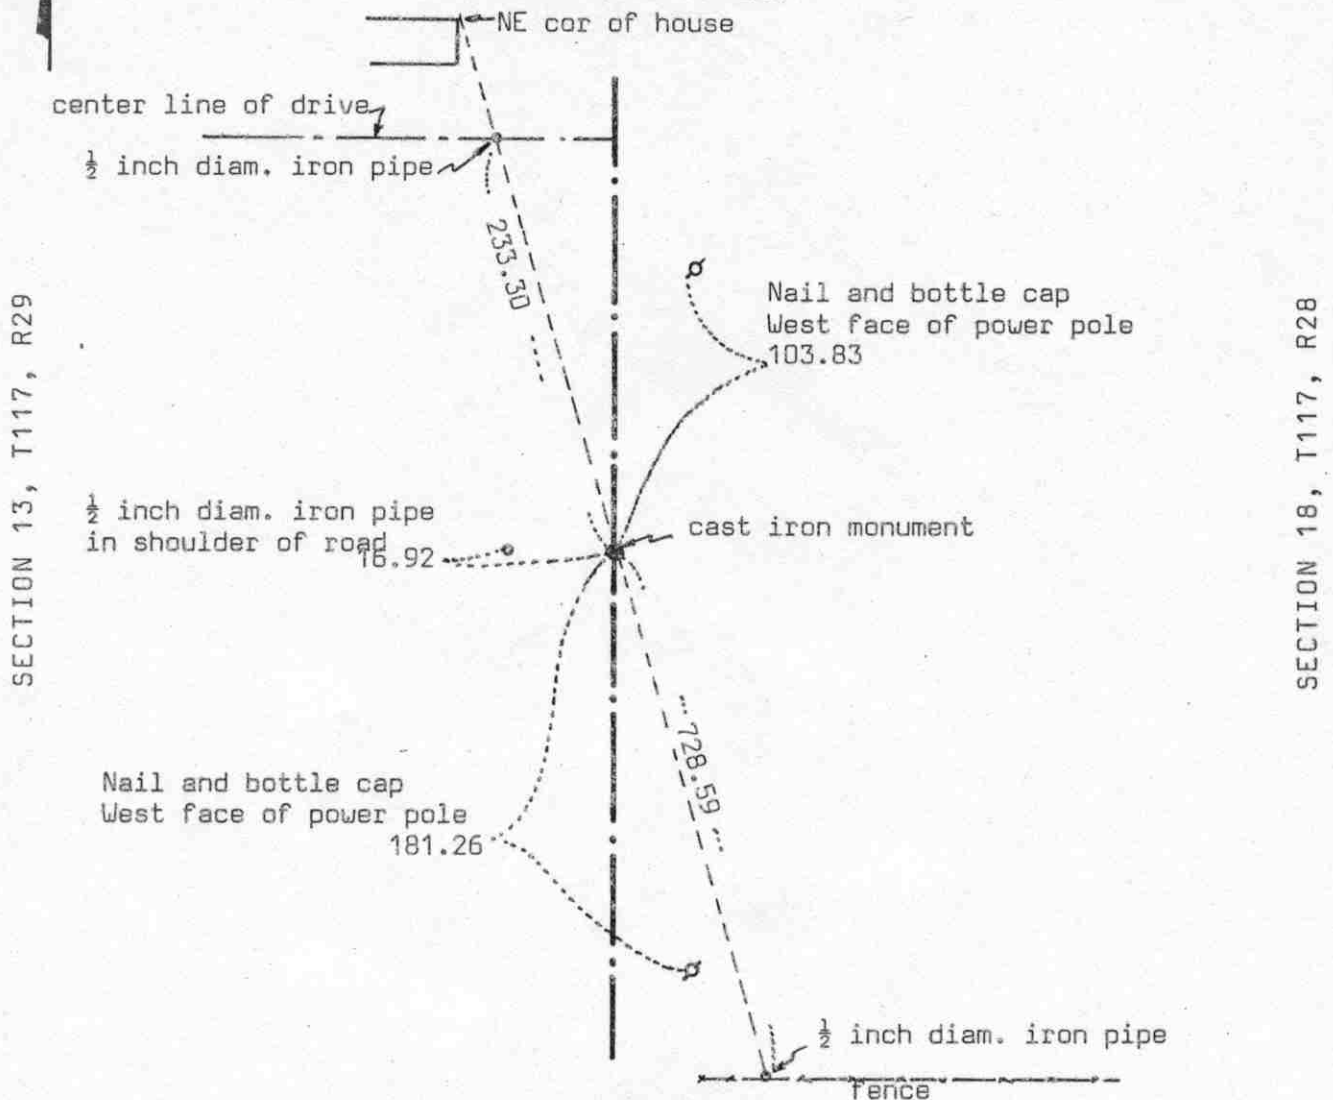 NE cor of house
center line of drive
½ inch diam. iron pipe
233.30
Nail and bottle cap
West face of power pole
103.83
SECTION 13, T117, R29
SECTION 18, T117, R28
½ inch diam. iron pipe
in shoulder of road
16.92
cast iron monument
728.59
Nail and bottle cap
West face of power pole
181.26
½ inch diam. iron pipe
fence